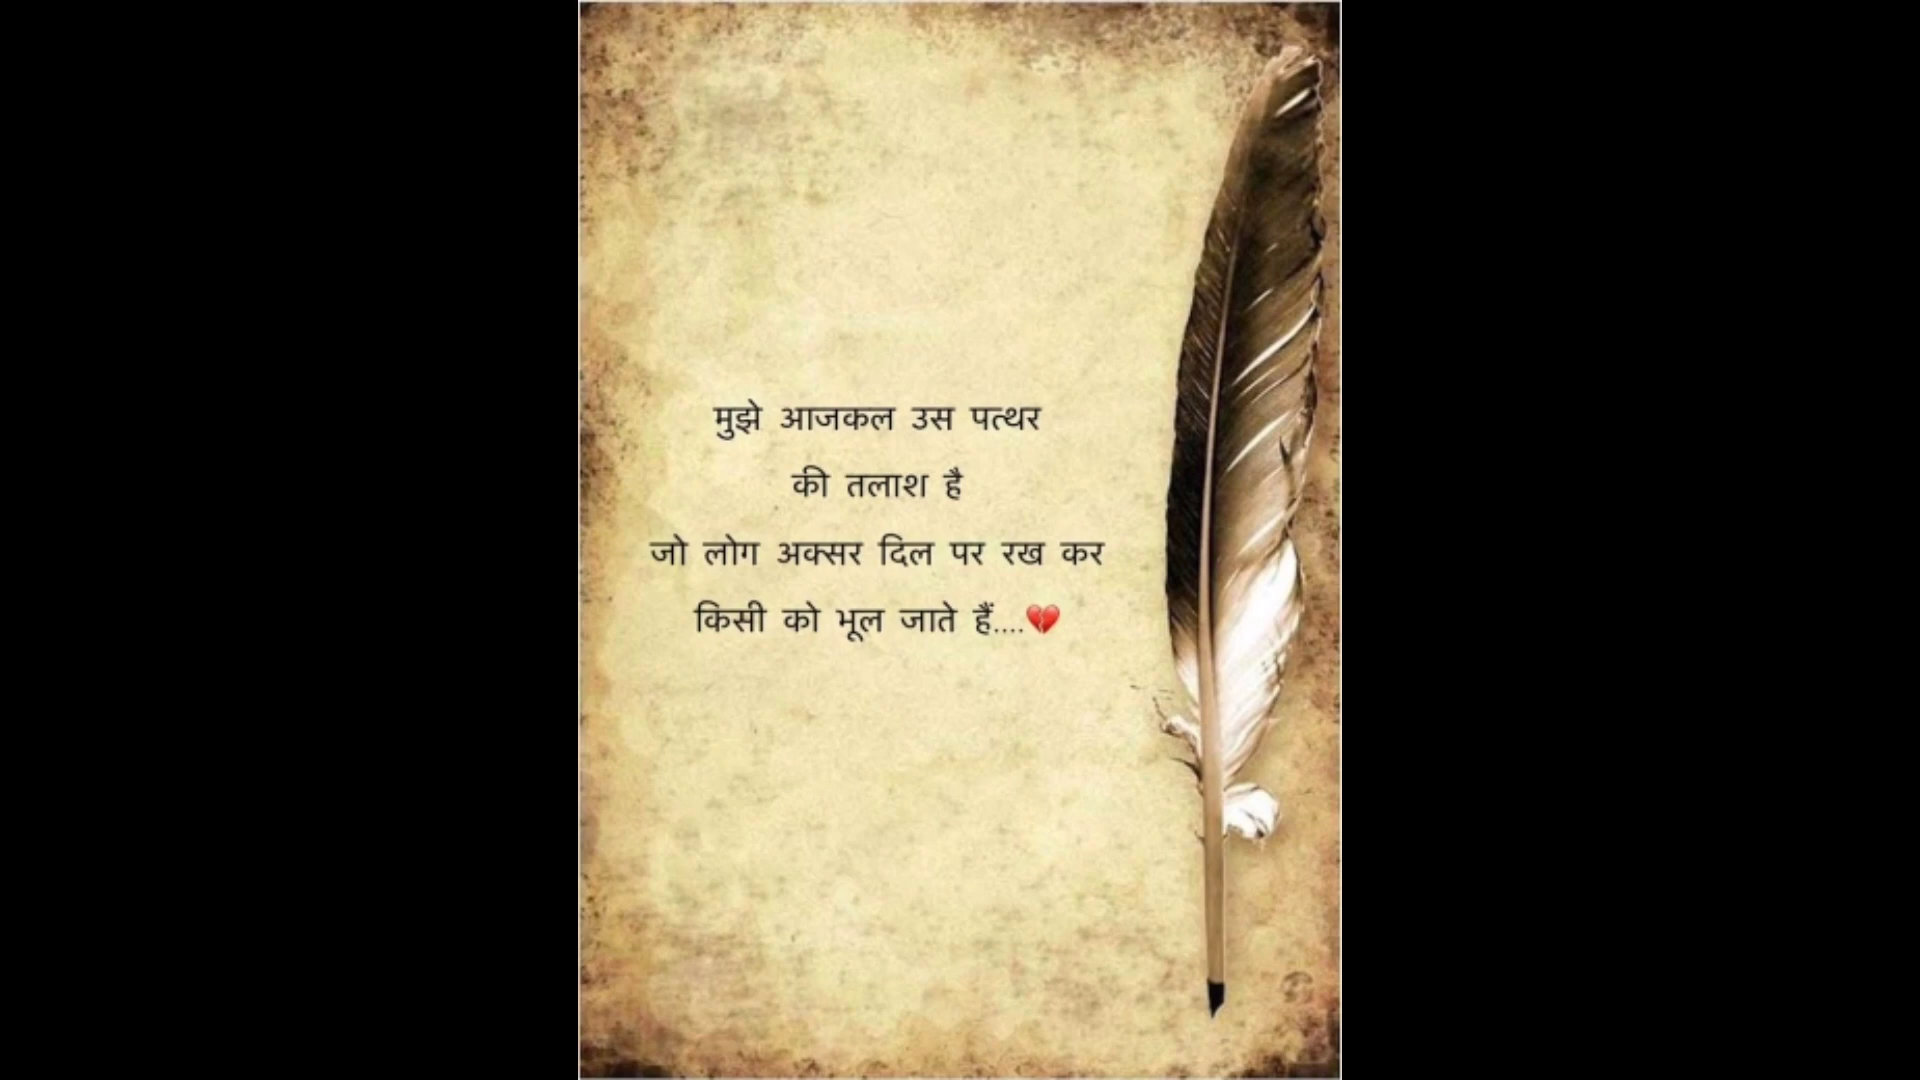 मुझे आजकल उस पत्थर
की तलाश है
जो लोग अक्सर दिल पर रख कर
किसी को भूल जाते हैं....💔